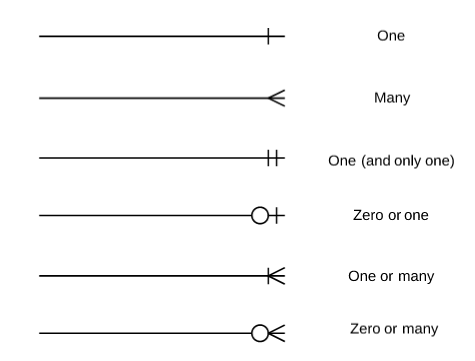 One
Many
One (and only one)
Zero or one
One or many
Zero or many